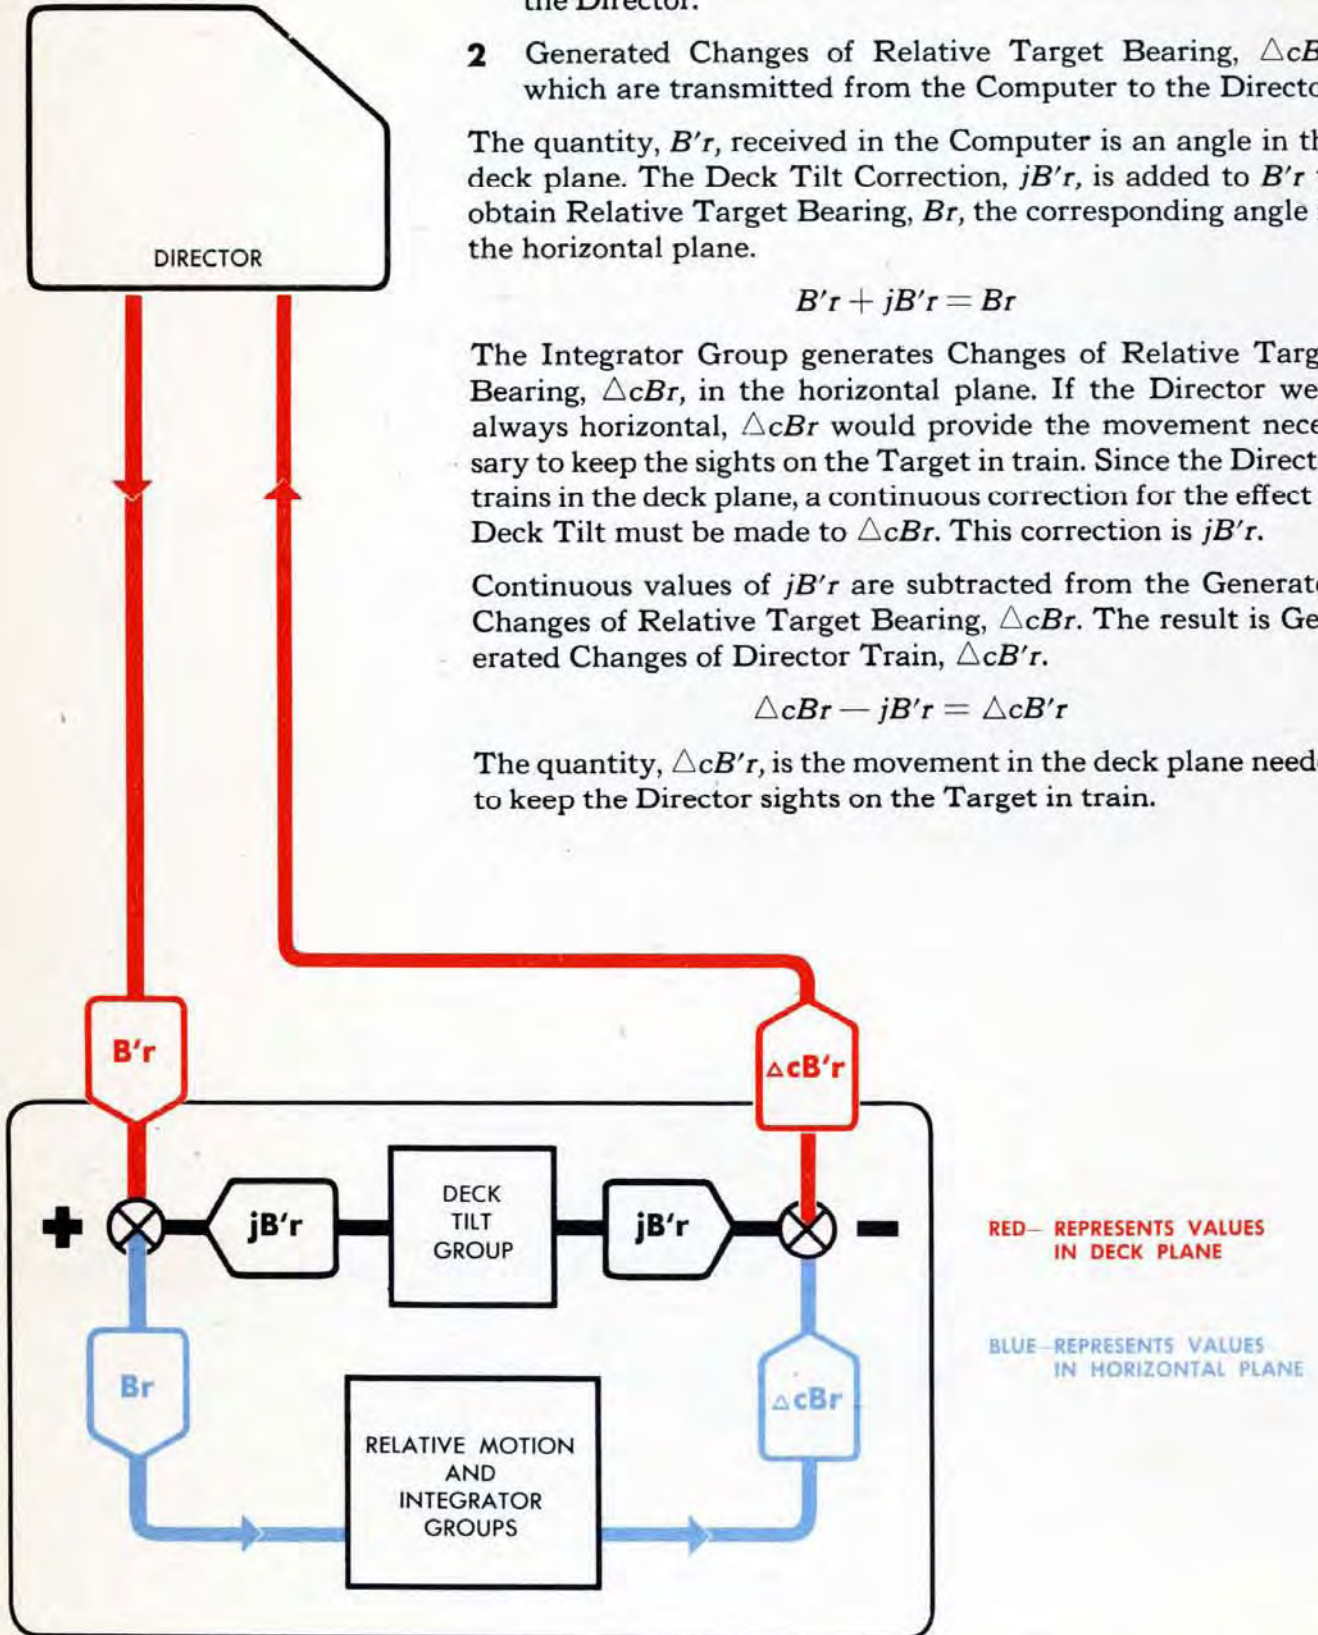 the Director.
2 Generated Changes of Relative Target Bearing, △cB
which are transmitted from the Computer to the Directo
The quantity, B'r, received in the Computer is an angle in th
deck plane. The Deck Tilt Correction, jB'r, is added to B'r
obtain Relative Target Bearing, Br, the corresponding angle
the horizontal plane.
B'r + jB'r = Br
The Integrator Group generates Changes of Relative Targ
Bearing, △cBr, in the horizontal plane. If the Director we
always horizontal, △cBr would provide the movement nece
sary to keep the sights on the Target in train. Since the Direct
trains in the deck plane, a continuous correction for the effect
Deck Tilt must be made to △cBr. This correction is jB'r.
Continuous values of jB'r are subtracted from the Generat
Changes of Relative Target Bearing, △cBr. The result is Ge
erated Changes of Director Train, △cB'r.
△cBr — jB'r = △cB'r
The quantity, △cB'r, is the movement in the deck plane need
to keep the Director sights on the Target in train.
DIRECTOR
B'r
△cB'r
+
jB'r
DECK
TILT
GROUP
jB'r
—
RED— REPRESENTS VALUES
IN DECK PLANE
BLUE—REPRESENTS VALUES
IN HORIZONTAL PLANE
Br
△cBr
RELATIVE MOTION
AND
INTEGRATOR
GROUPS